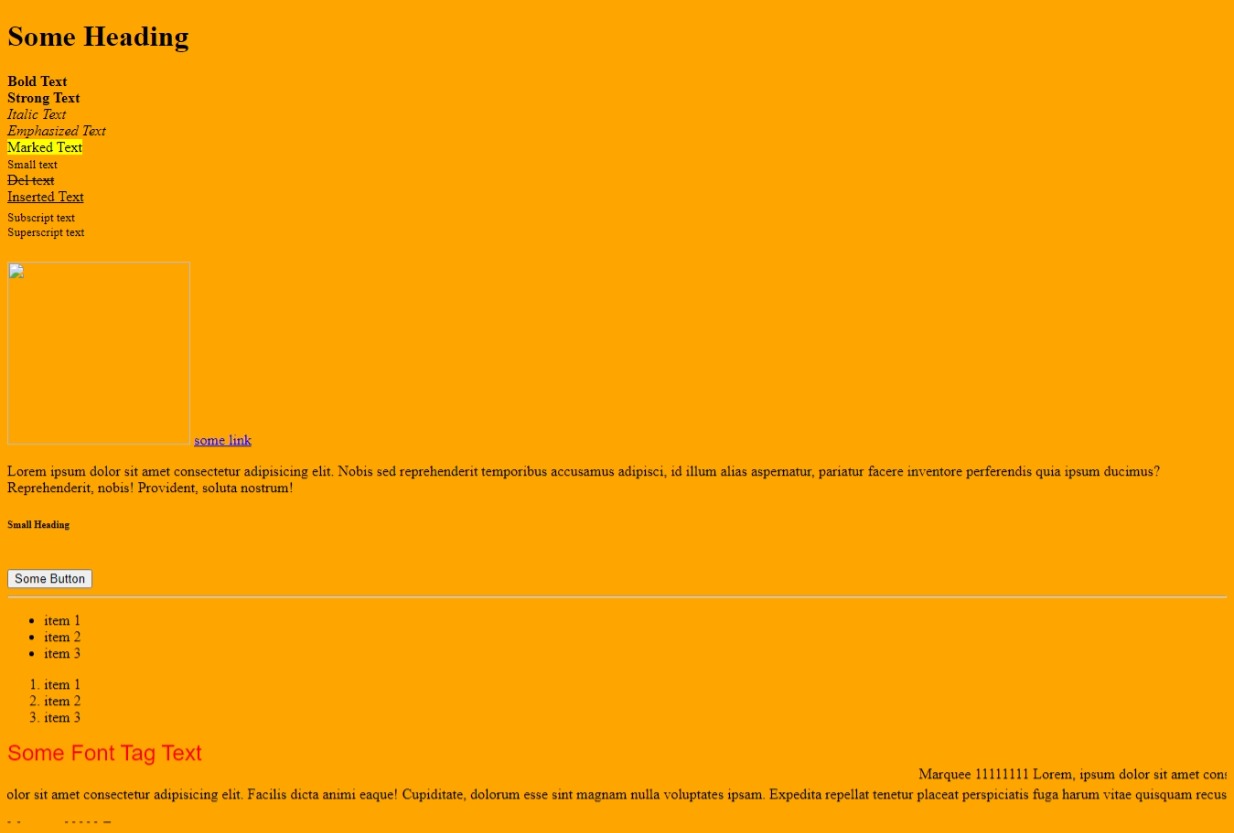 Some Heading
Bold Text
Strong Text
Italic Text
Emphasized Text
Marked Text
Small text
Del text
Inserted Text
Subscript text
Superscript text
some link
Lorem ipsum dolor sit amet consectetur adipisicing elit. Nobis sed reprehenderit temporibus accusamus adipisci, id illum alias aspernatur, pariatur facere inventore perferendis quia ipsum ducimus?
Reprehenderit, nobis! Provident, soluta nostrum!
Small Heading
Some Button
• item 1
• item 2
• item 3
1. item 1
2. item 2
3. item 3
Some Font Tag Text
Marquee 11111111 Lorem, ipsum dolor sit amet cons
olor sit amet consectetur adipisicing elit. Facilis dicta animi eaque! Cupiditate, dolorum esse sint magnam nulla voluptates ipsam. Expedita repellat tenetur placeat perspiciatis fuga harum vitae quisquam recus